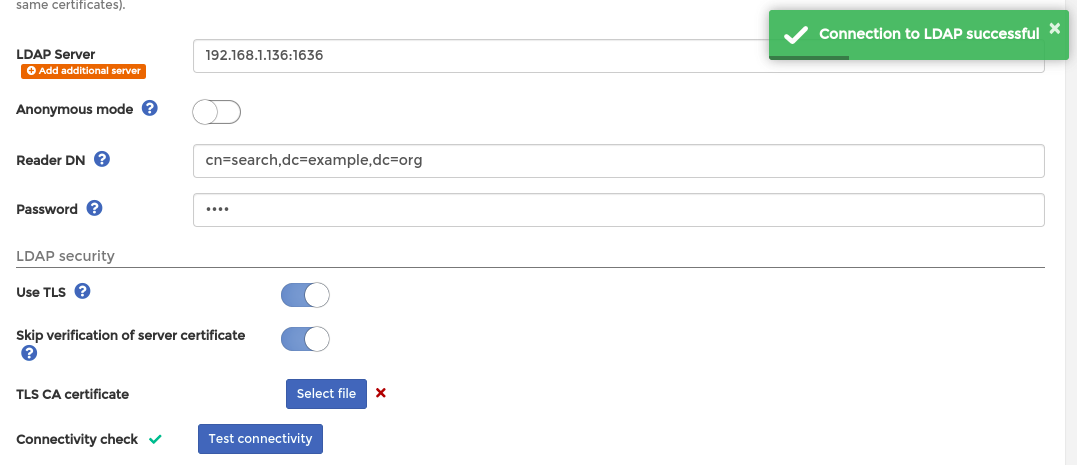 same certificates).
Connection to LDAP successful ×
LDAP Server
192.168.1.136:1636
Add additional server
Anonymous mode ?
Reader DN ?
cn=search,dc=example,dc=org
Password ?
••••
LDAP security
Use TLS ?
Skip verification of server certificate
?
TLS CA certificate
Select file
Connectivity check
Test connectivity